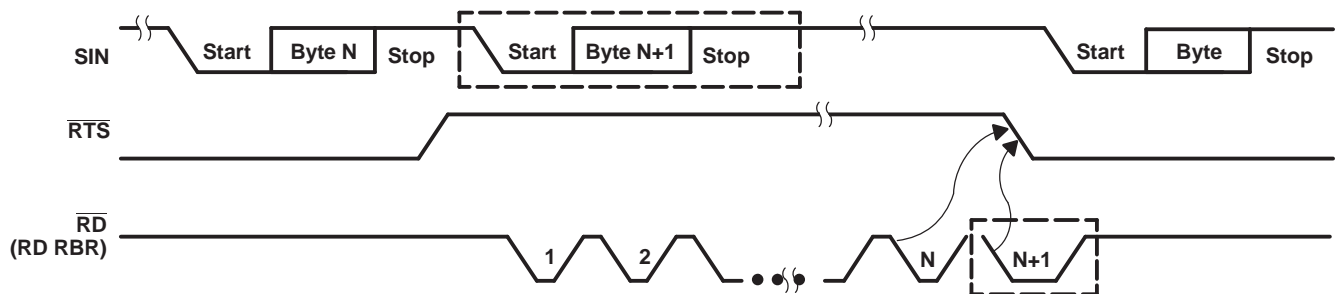 SIN Start Byte N Stop Start Byte N+1 Stop Start Byte Stop
RTS
RD
(RD RBR)
1 2 N N+1